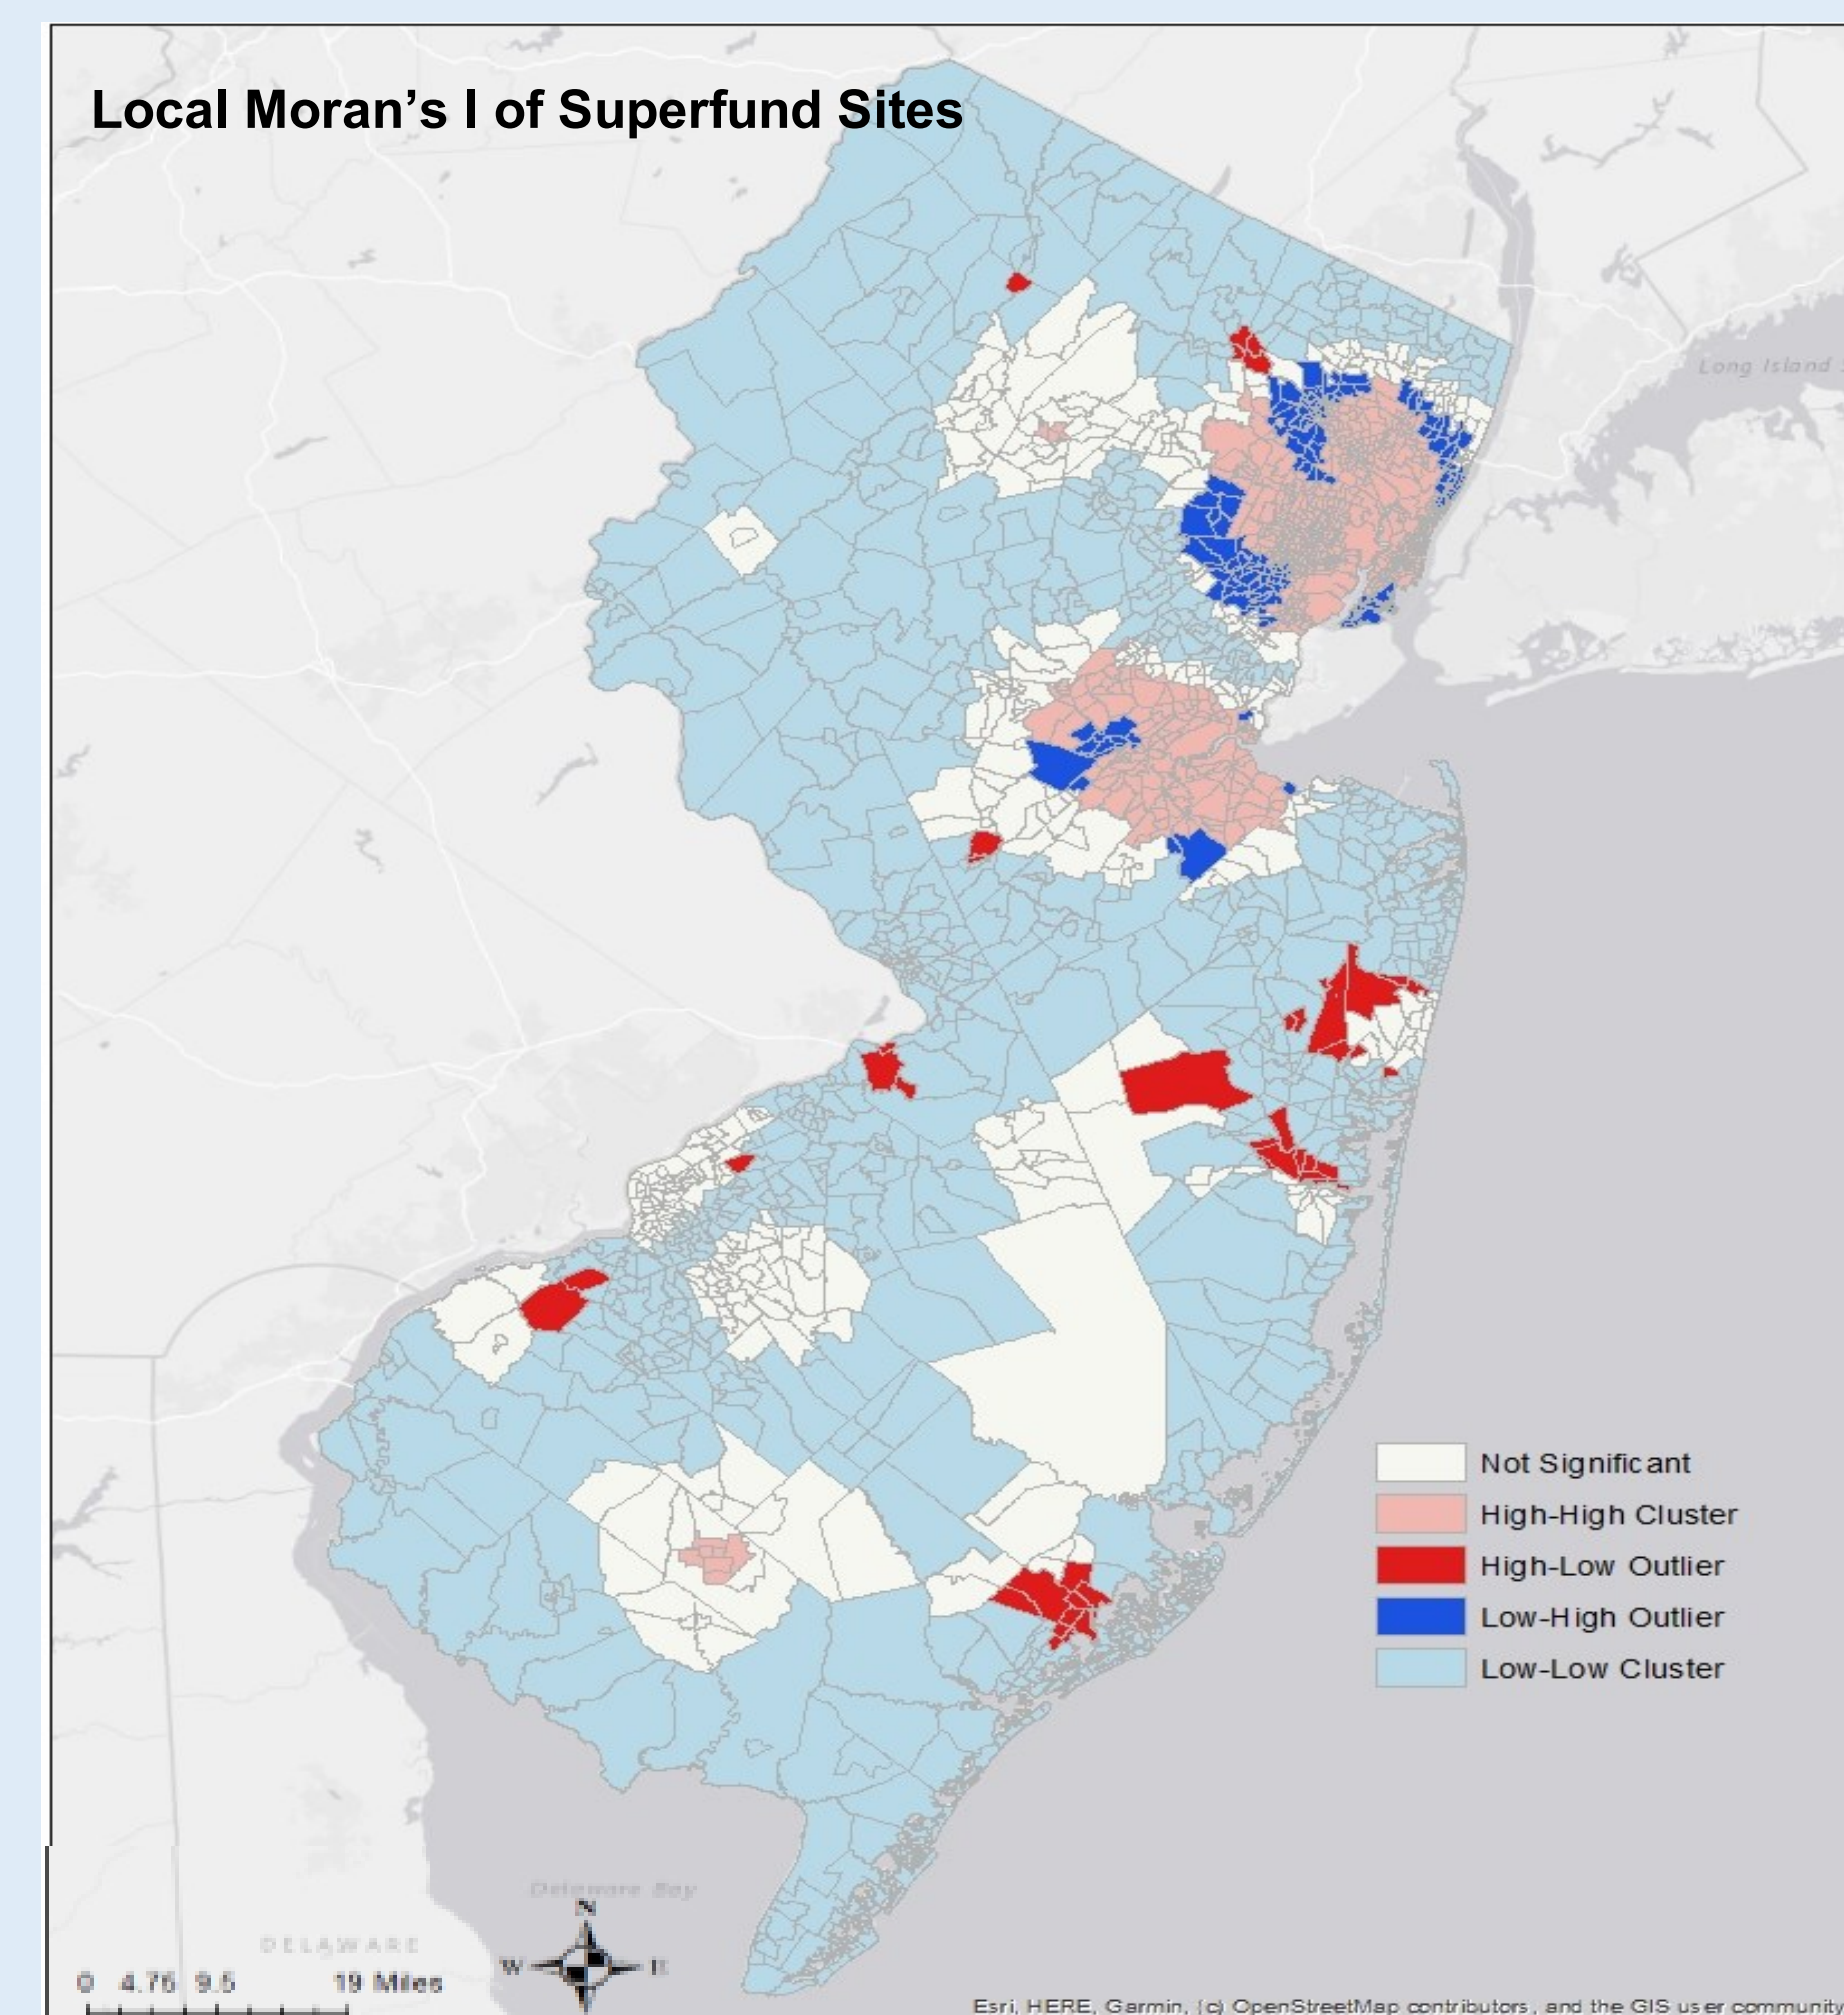 Local Moran’s I of Superfund Sites
Long Island
Not Significant
High-High Cluster
High-Low Outlier
Low-High Outlier
Low-Low Cluster
Delaware Bay
N
W E
DELAWARE
0 4.75 9.5 19 Miles
Esri, HERE, Garmin, (c) OpenStreetMap contributors, and the GIS user community